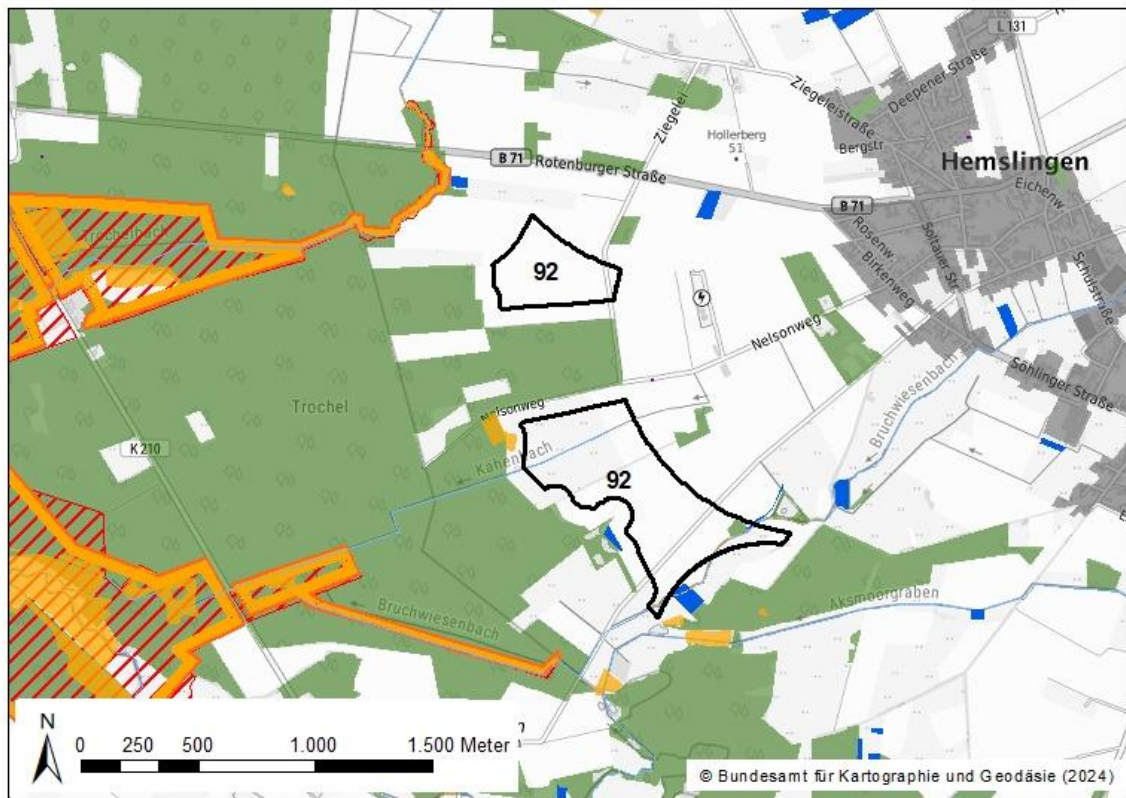 L 131
Deepener Straße
Ziegeleistraße
Ziegelei
Hollerberg
51
Bergstr
Hemslingen
B 71
Rotenburger Straße
Eichenw
B 71
Trochelbach
Rosenw
Birkenweg
Soltauer Str
Schulstraße
92
Nelsonweg
Söhlinger Straße
Trochel
Nelsonweg
Bruchwiesenbach
K 210
Kahenbach
92
Bruchwiesenbach
Aksmoorgraben
N
0 250 500 1.000 1.500 Meter
© Bundesamt für Kartographie und Geodäsie (2024)